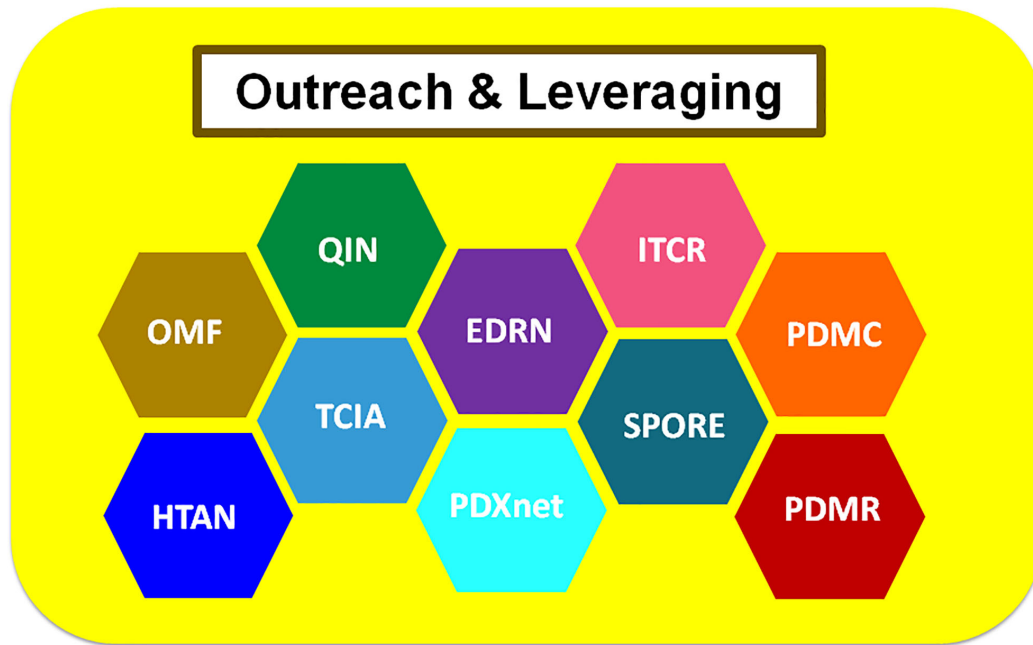 Outreach & Leveraging
QIN
ITCR
OMF
EDRN
PDMC
TCIA
SPORE
HTAN
PDXnet
PDMR